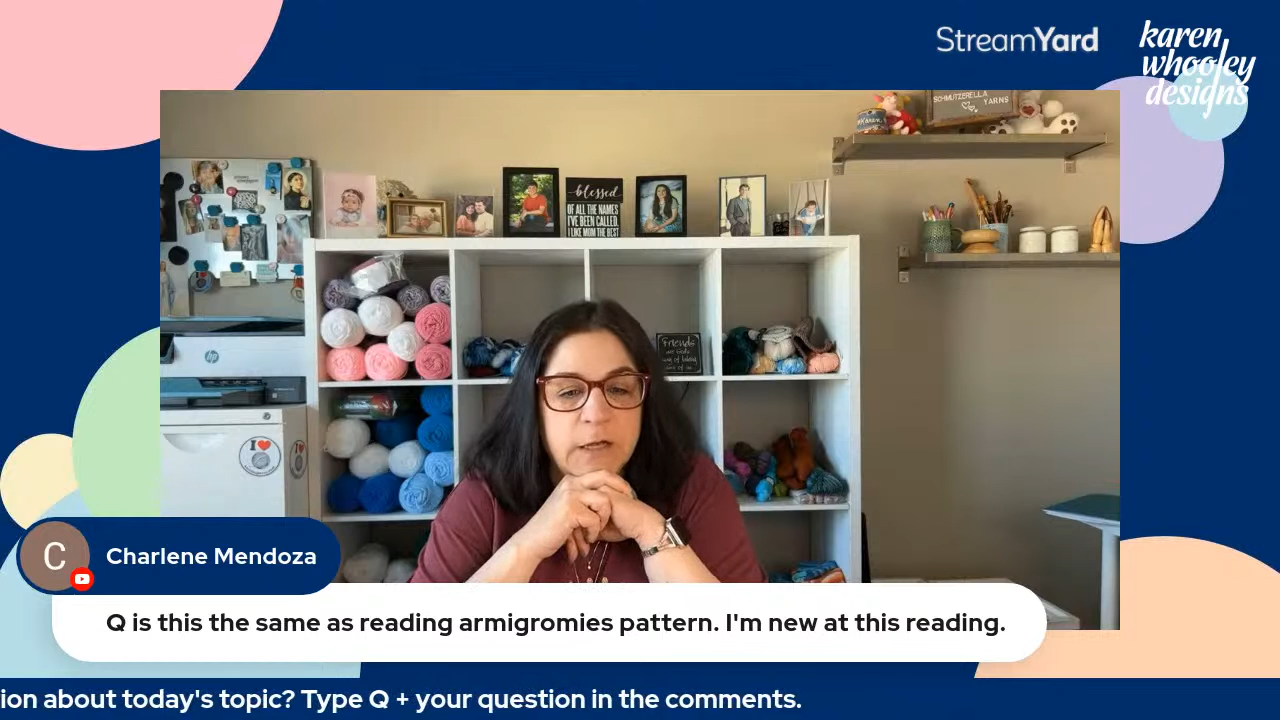 StreamYard
karen
whooley
designs
SCHMUTZERELLA
YARNS
blessed
OF ALL THE NAMES
I'VE BEEN CALLED,
I LIKE MOM THE BEST
Friends
hp
I
I
C
Charlene Mendoza
Q is this the same as reading armigromies pattern. I'm new at this reading.
ion about today's topic? Type Q + your question in the comments.